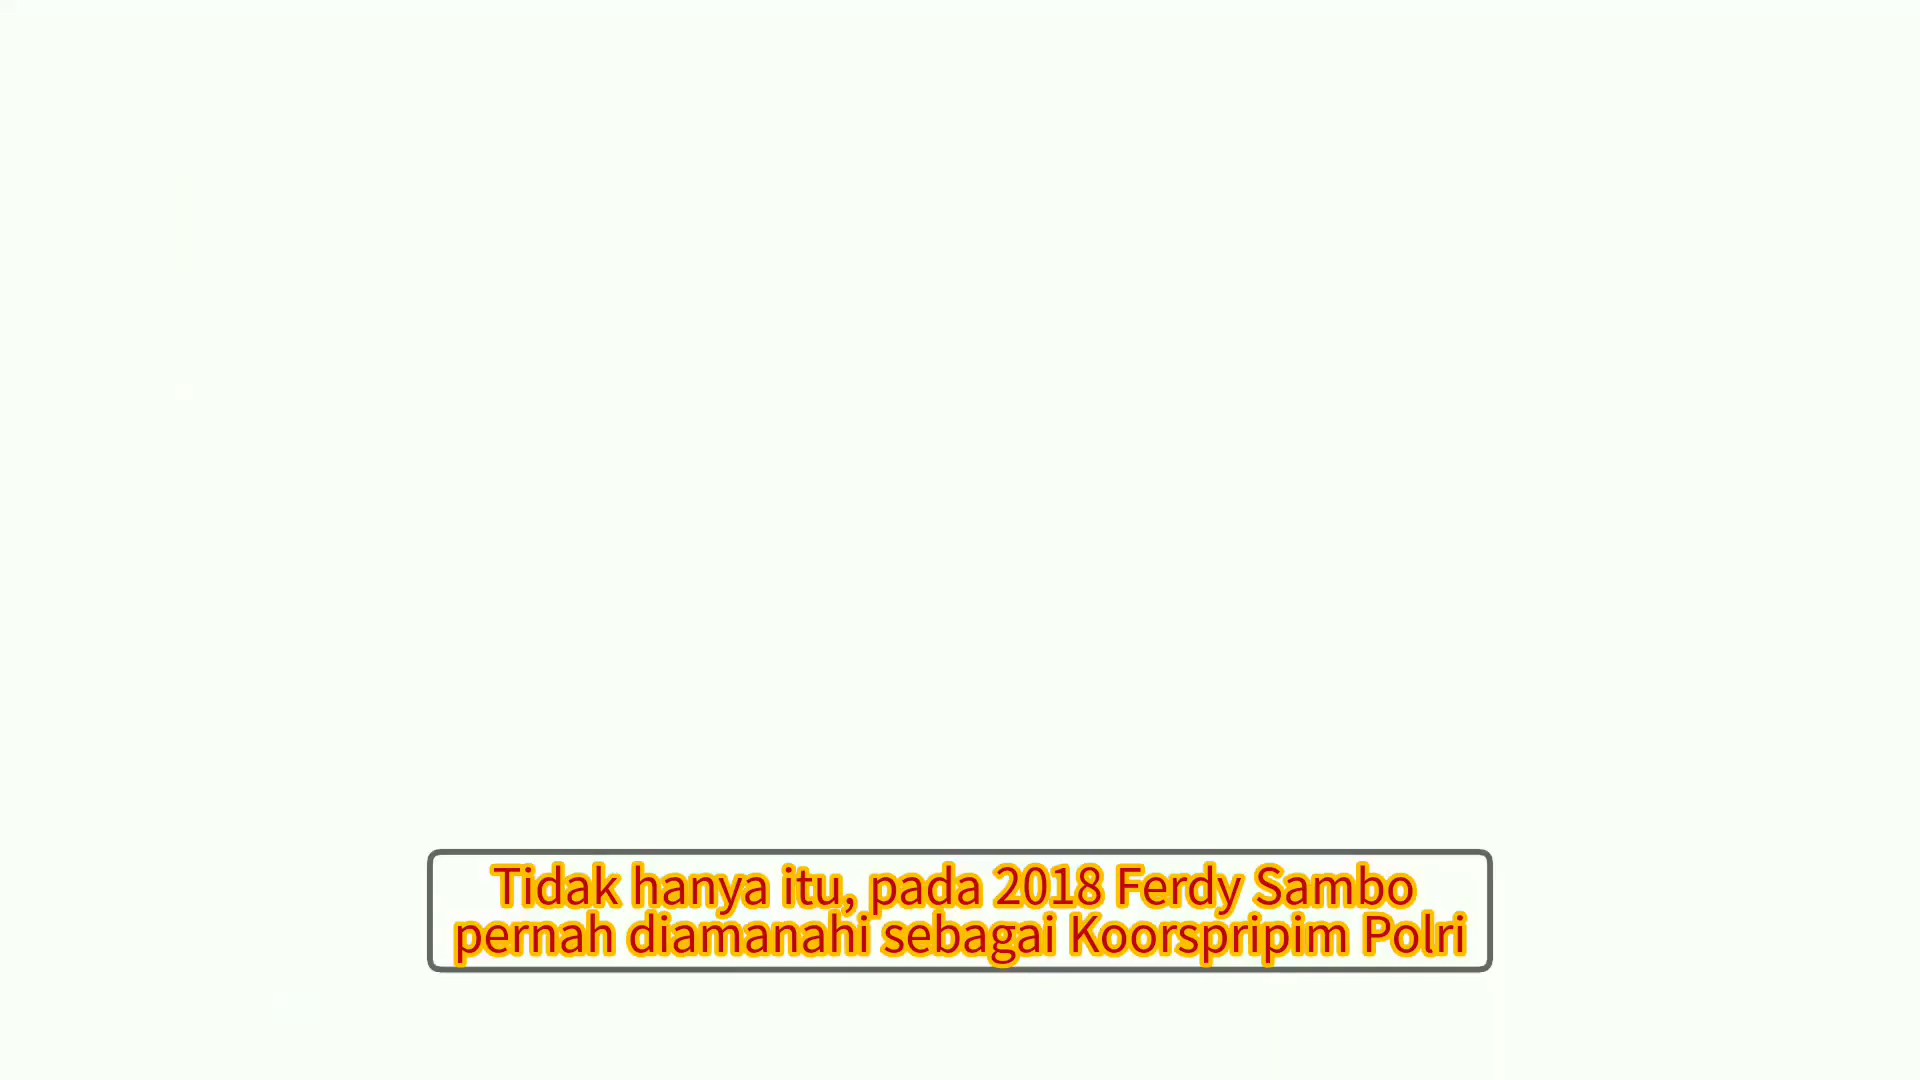 Tidak hanya itu, pada 2018 Ferdy Sambo
pernah diamanahi sebagai Koorspripim Polri